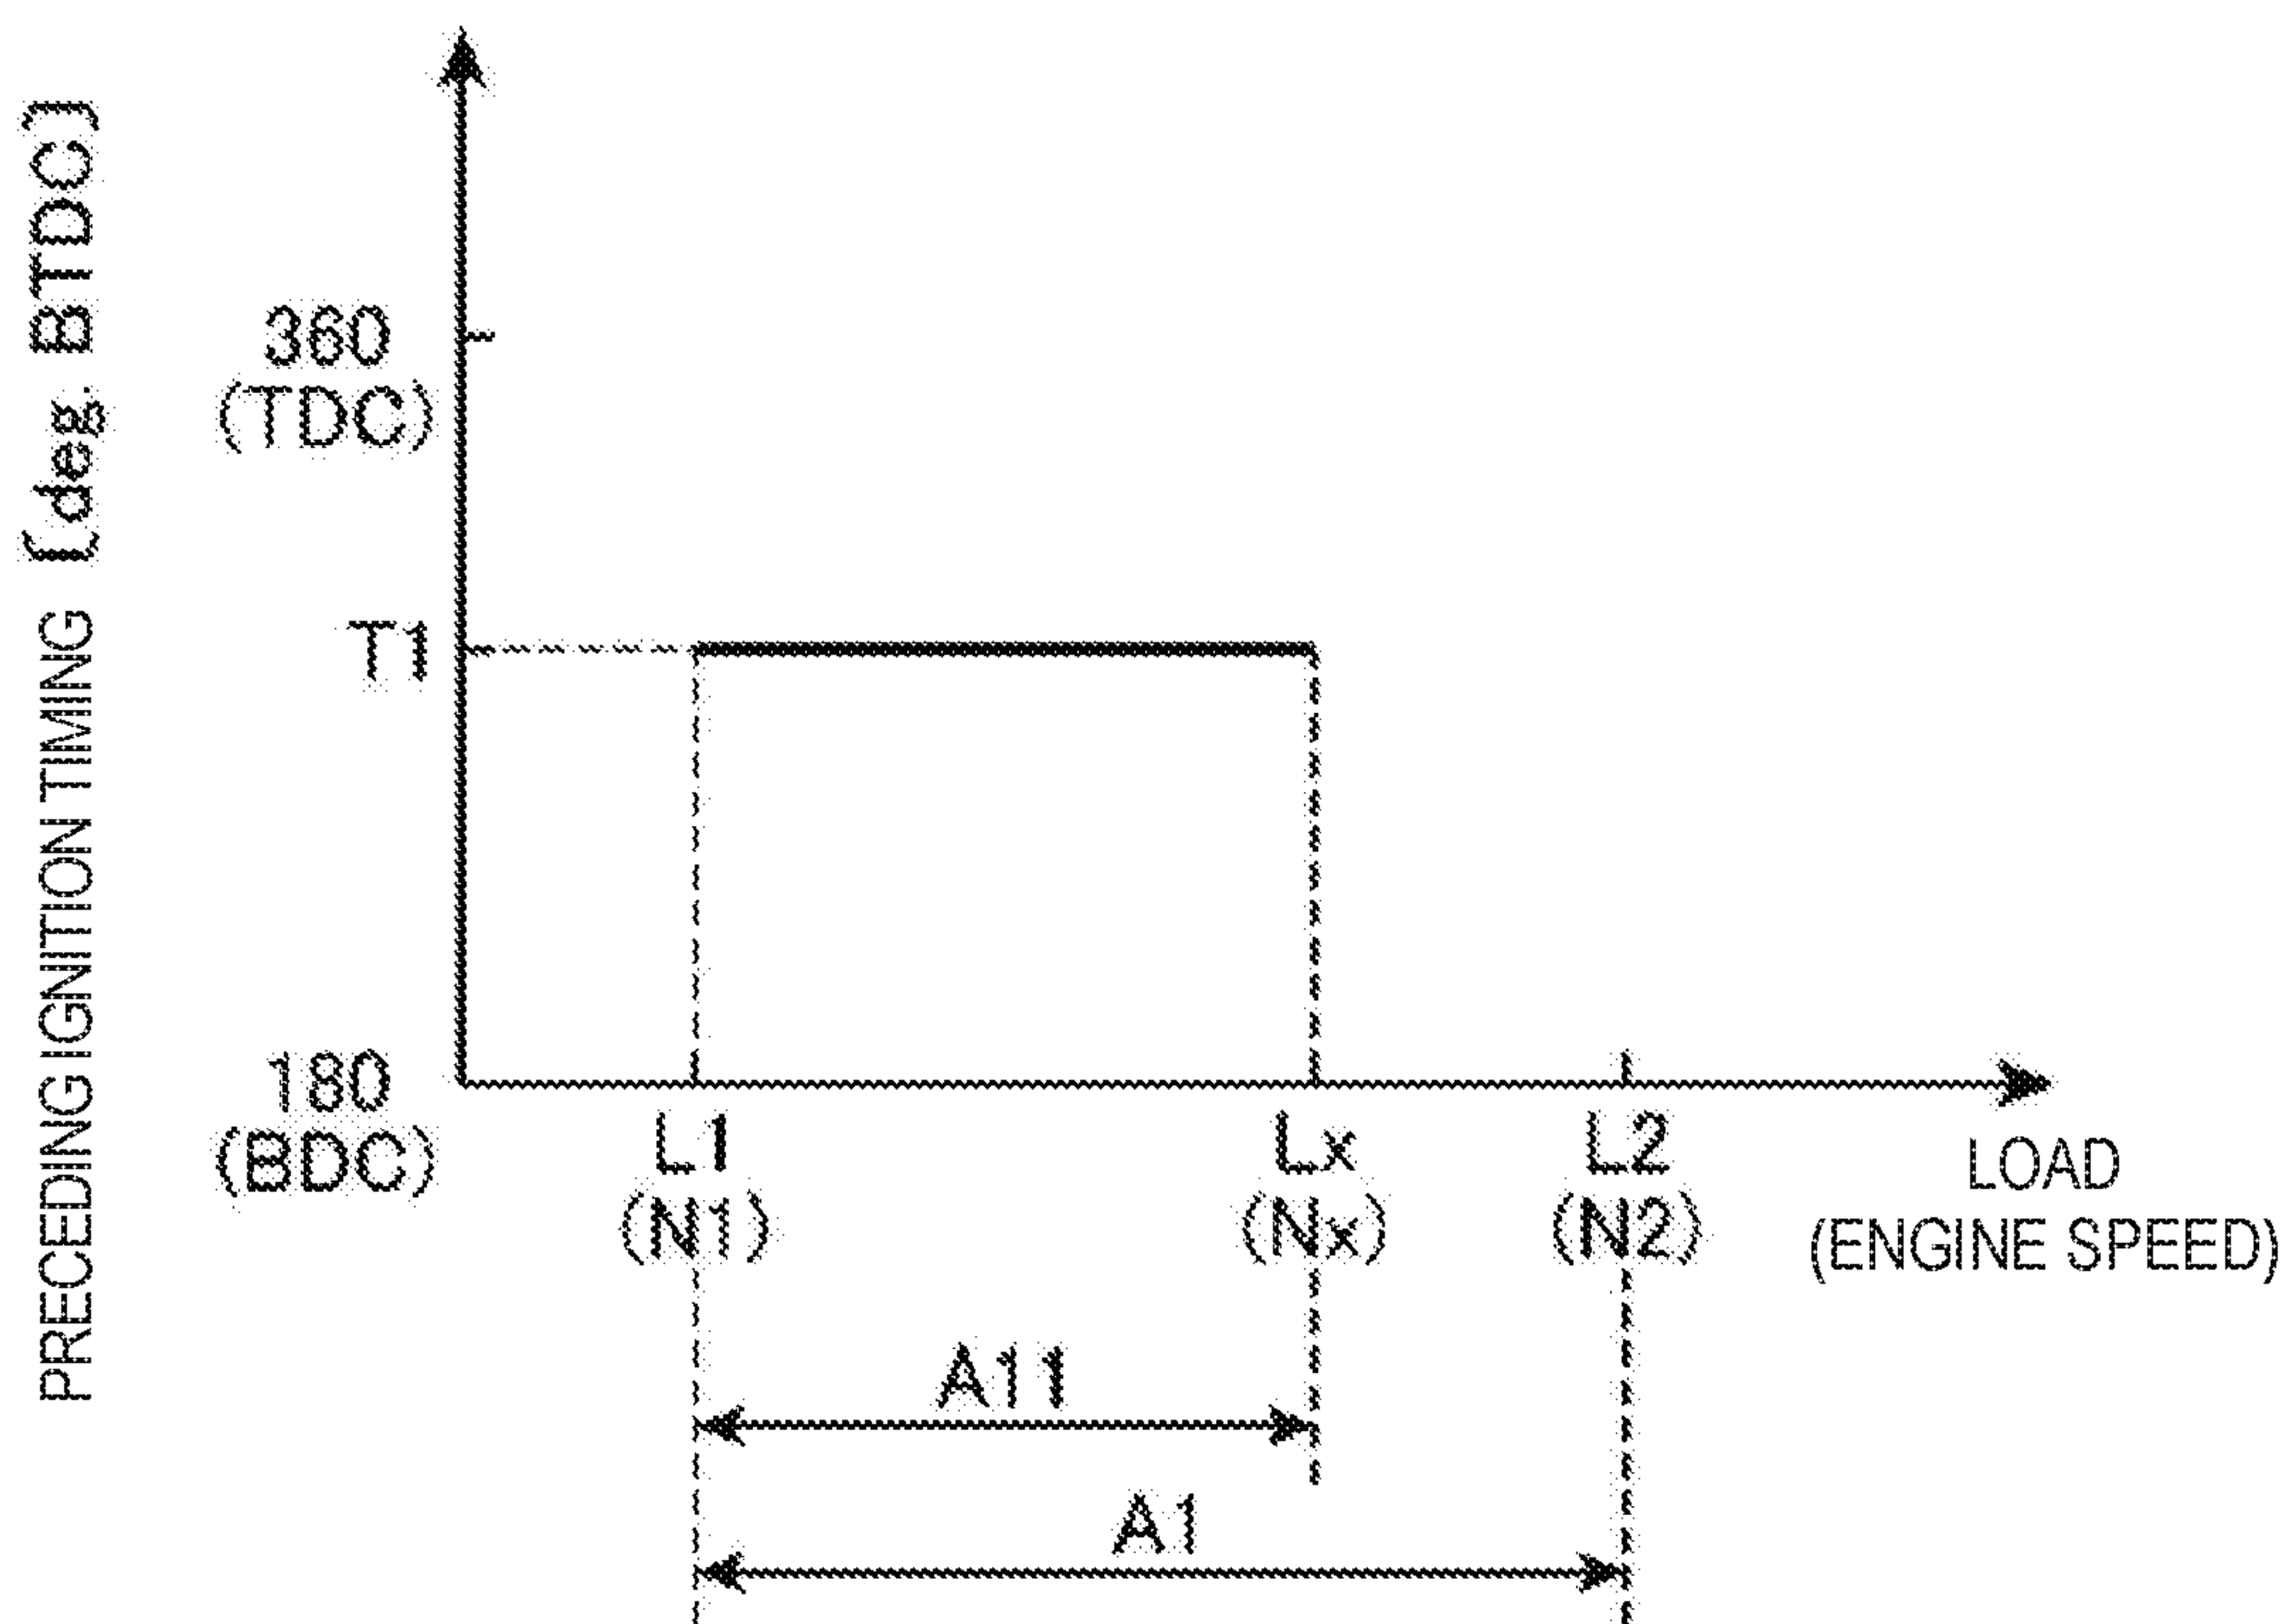 PRECEDING IGNITION TIMING [deg. BTDC]
360
(TDC)
T1
180
(BDC)
L1
(N1)
Lx
(Nx)
L2
(N2)
LOAD
(ENGINE SPEED)
A11
A1